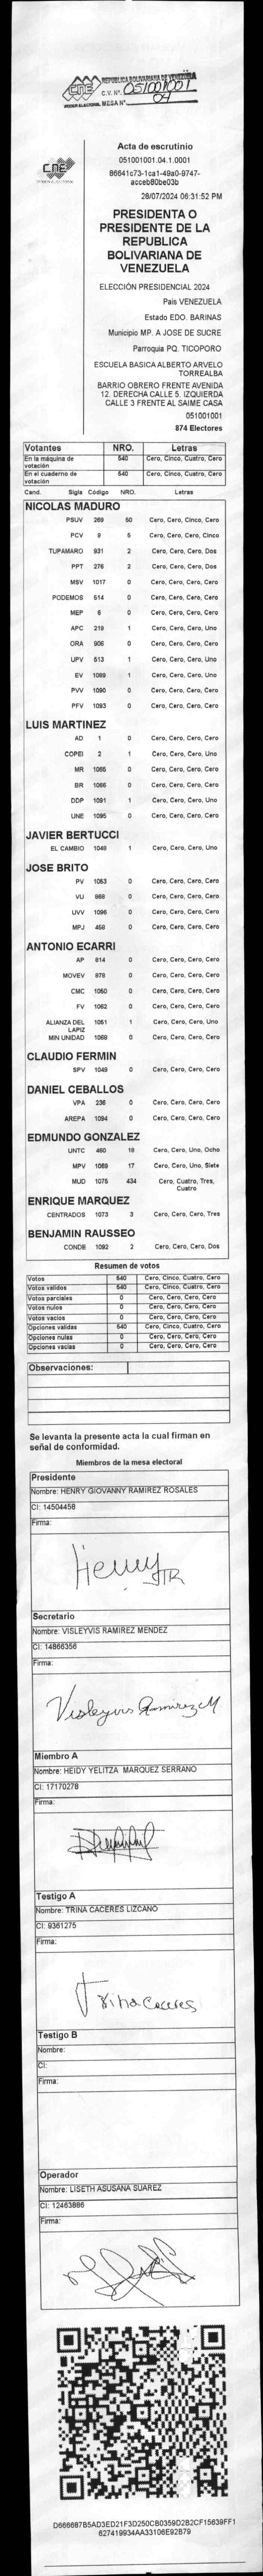 CNE
REPUBLICA BOLIVARIANA DE VENEZUELA
C.V. Nº. 051001001
PODER ELECTORAL MESA Nº. 04
CNE
Acta de escrutinio
051001001.04.1.0001
86641c73-1ca1-49a0-9747-
acceb80be03b
28/07/2024 06:31:52 PM
PRESIDENTA O
PRESIDENTE DE LA
REPUBLICA
BOLIVARIANA DE
VENEZUELA
ELECCIÓN PRESIDENCIAL 2024
Pais VENEZUELA
Estado EDO. BARINAS
Municipio MP. A JOSE DE SUCRE
Parroquia PQ. TICOPORO
ESCUELA BASICA ALBERTO ARVELO
TORREALBA
BARRIO OBRERO FRENTE AVENIDA
12. DERECHA CALLE 5. IZQUIERDA
CALLE 3 FRENTE AL SAIME CASA
051001001
874 Electores
Votantes NRO. Letras
En la máquina de votación 540 Cero, Cinco, Cuatro, Cero
En el cuaderno de votación 540 Cero, Cinco, Cuatro, Cero
Cand. Sigla Código NRO. Letras
NICOLAS MADURO
PSUV 269 50 Cero, Cero, Cinco, Cero
PCV 9 5 Cero, Cero, Cero, Cinco
TUPAMARO 931 2 Cero, Cero, Cero, Dos
PPT 276 2 Cero, Cero, Cero, Dos
MSV 1017 0 Cero, Cero, Cero, Cero
PODEMOS 514 0 Cero, Cero, Cero, Cero
MEP 6 0 Cero, Cero, Cero, Cero
APC 219 1 Cero, Cero, Cero, Uno
ORA 906 0 Cero, Cero, Cero, Cero
UPV 513 1 Cero, Cero, Cero, Uno
EV 1089 1 Cero, Cero, Cero, Uno
PVV 1090 0 Cero, Cero, Cero, Cero
PFV 1093 0 Cero, Cero, Cero, Cero
LUIS MARTINEZ
AD 1 0 Cero, Cero, Cero, Cero
COPEI 2 1 Cero, Cero, Cero, Uno
MR 1065 0 Cero, Cero, Cero, Cero
BR 1066 0 Cero, Cero, Cero, Cero
DDP 1091 1 Cero, Cero, Cero, Uno
UNE 1095 0 Cero, Cero, Cero, Cero
JAVIER BERTUCCI
EL CAMBIO 1048 1 Cero, Cero, Cero, Uno
JOSE BRITO
PV 1053 0 Cero, Cero, Cero, Cero
VU 868 0 Cero, Cero, Cero, Cero
UVV 1096 0 Cero, Cero, Cero, Cero
MPJ 458 0 Cero, Cero, Cero, Cero
ANTONIO ECARRI
AP 814 0 Cero, Cero, Cero, Cero
MOVEV 878 0 Cero, Cero, Cero, Cero
CMC 1050 0 Cero, Cero, Cero, Cero
FV 1062 0 Cero, Cero, Cero, Cero
ALIANZA DEL LAPIZ 1051 1 Cero, Cero, Cero, Uno
MIN UNIDAD 1068 0 Cero, Cero, Cero, Cero
CLAUDIO FERMIN
SPV 1049 0 Cero, Cero, Cero, Cero
DANIEL CEBALLOS
VPA 236 0 Cero, Cero, Cero, Cero
AREPA 1094 0 Cero, Cero, Cero, Cero
EDMUNDO GONZALEZ
UNTC 460 18 Cero, Cero, Uno, Ocho
MPV 1069 17 Cero, Cero, Uno, Siete
MUD 1075 434 Cero, Cuatro, Tres,
Cuatro
ENRIQUE MARQUEZ
CENTRADOS 1073 3 Cero, Cero, Cero, Tres
BENJAMIN RAUSSEO
CONDE 1092 2 Cero, Cero, Cero, Dos
Resumen de votos
Votos 540 Cero, Cinco, Cuatro, Cero
Votos validos 540 Cero, Cinco, Cuatro, Cero
Votos parciales 0 Cero, Cero, Cero, Cero
Votos nulos 0 Cero, Cero, Cero, Cero
Votos vacios 0 Cero, Cero, Cero, Cero
Opciones validas 540 Cero, Cinco, Cuatro, Cero
Opciones nulas 0 Cero, Cero, Cero, Cero
Opciones vacias 0 Cero, Cero, Cero, Cero
Observaciones:
Se levanta la presente acta la cual firman en
señal de conformidad.
Miembros de la mesa electoral
Presidente
Nombre: HENRY GIOVANNY RAMIREZ ROSALES
CI: 14504458
Firma:
Henry JR
Secretario
Nombre: VISLEYVIS RAMIREZ MENDEZ
CI: 14866356
Firma:
Visleyvis Ramirez M
Miembro A
Nombre: HEIDY YELITZA MARQUEZ SERRANO
CI: 17170278
Firma:
Testigo A
Nombre: TRINA CACERES LIZCANO
CI: 9361275
Firma:
Trina Caceres
Testigo B
Nombre:
CI:
Firma:
Operador
Nombre: LISETH ASUSANA SUAREZ
CI: 12463886
Firma:
D666687B5AD3ED21F3D250CB0359D2B2CF15639FF1
627419934AA33106E92B79